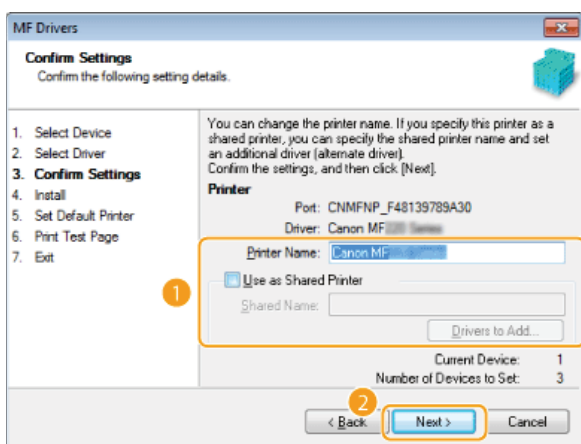 MF Drivers
Confirm Settings
Confirm the following setting details.
1. Select Device
2. Select Driver
3. Confirm Settings
4. Install
5. Set Default Printer
6. Print Test Page
7. Exit
You can change the printer name. If you specify this printer as a
shared printer, you can specify the shared printer name and set
an additional driver (alternate driver).
Confirm the settings, and then click [Next].
Printer
Port: CNMFNP_F48139789A30
Driver: Canon MF
Printer Name: Canon MF
1
Use as Shared Printer
Shared Name:
Drivers to Add...
Current Device: 1
Number of Devices to Set: 3
2
< Back
Next >
Cancel